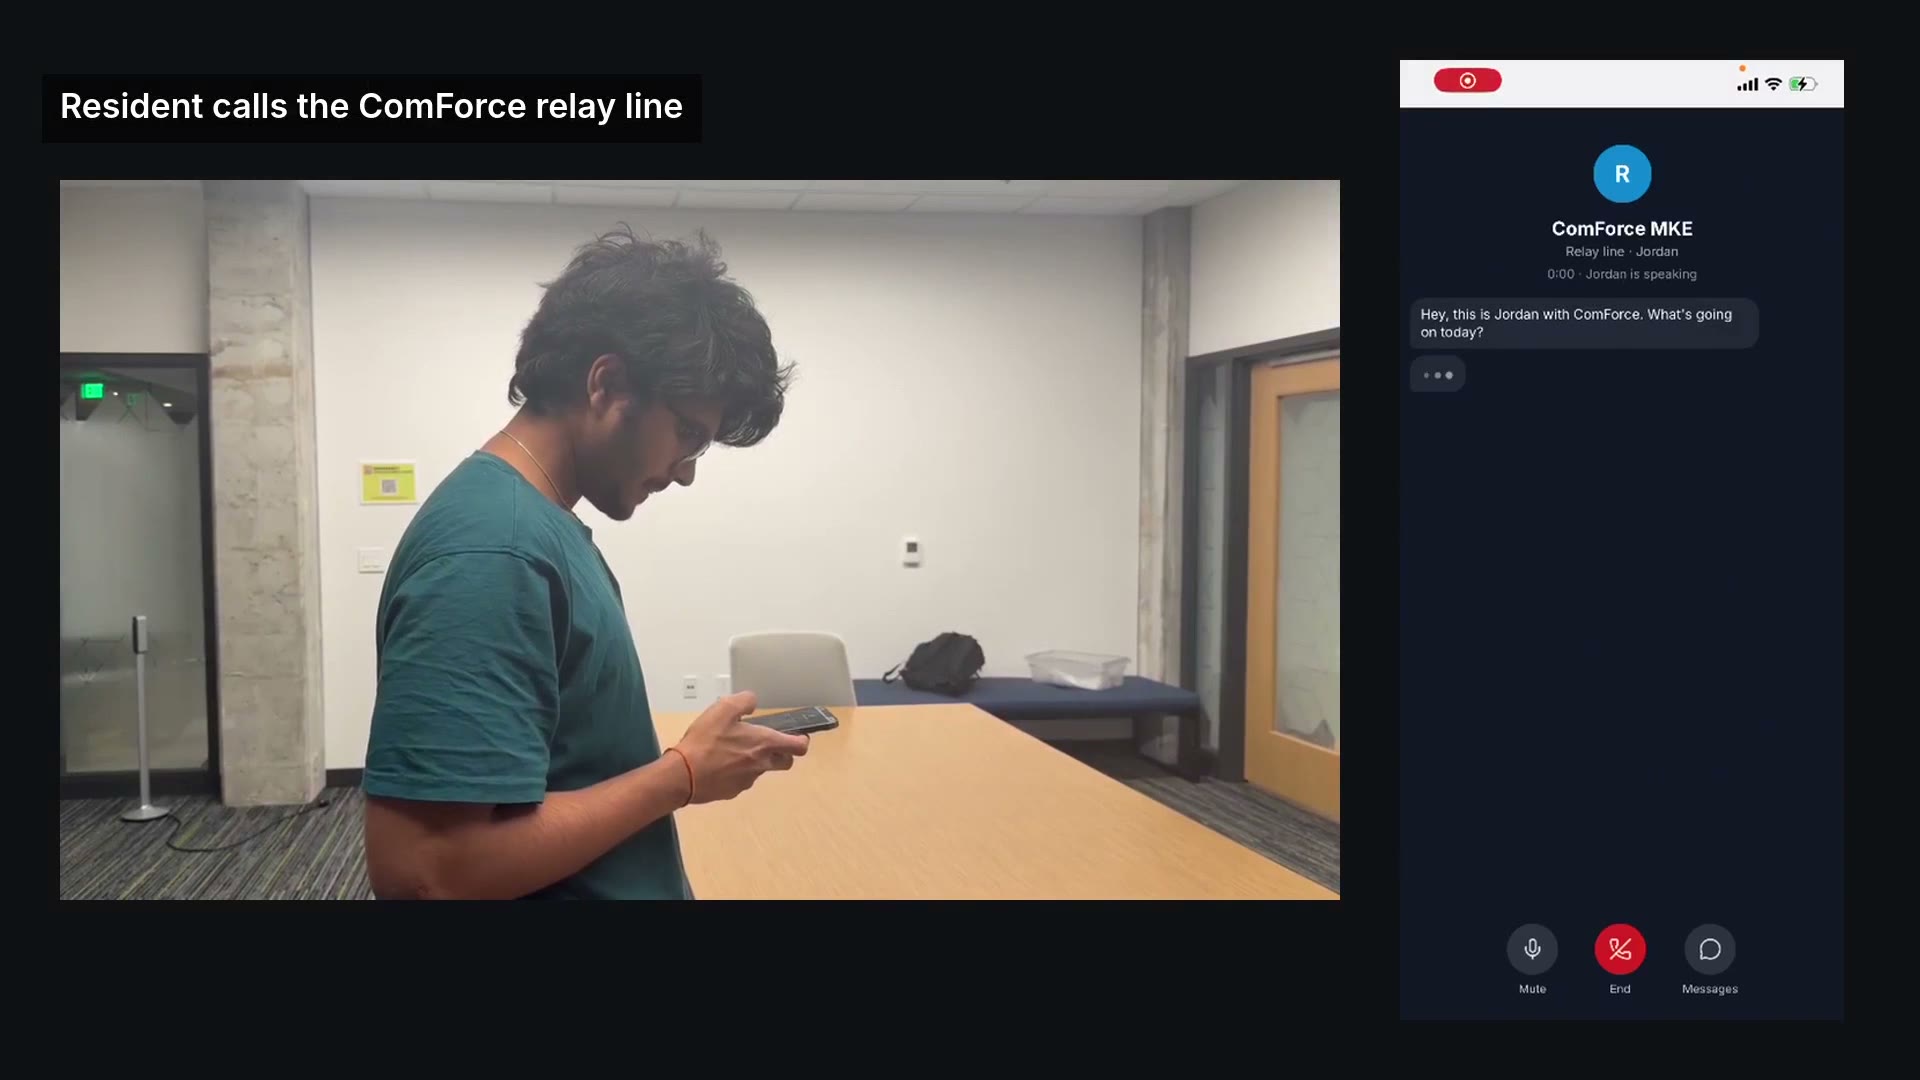 Resident calls the ComForce relay line
R
ComForce MKE
Relay line · Jordan
0:00 · Jordan is speaking
Hey, this is Jordan with ComForce. What's going
on today?
Mute
End
Messages